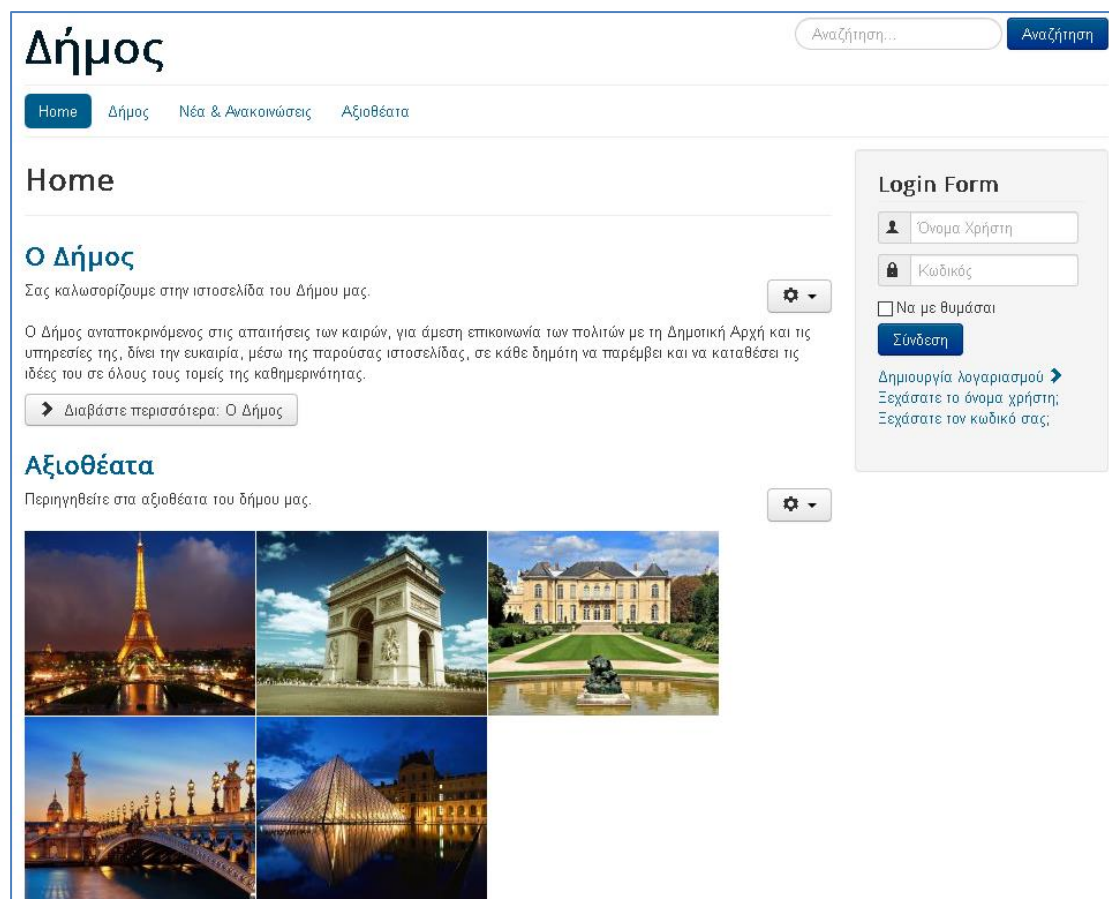 Δήμος
Αναζήτηση...
Αναζήτηση
Home
Δήμος
Νέα & Ανακοινώσεις
Αξιοθέατα
Home
Ο Δήμος
Σας καλωσορίζουμε στην ιστοσελίδα του Δήμου μας.
Ο Δήμος ανταποκρινόμενος στις απαιτήσεις των καιρών, για άμεση επικοινωνία των πολιτών με τη Δημοτική Αρχή και τις
υπηρεσίες της, δίνει την ευκαιρία, μέσω της παρούσας ιστοσελίδας, σε κάθε δημότη να παρέμβει και να καταθέσει τις
ιδέες του σε όλους τους τομείς της καθημερινότητας.
Διαβάστε περισσότερα: Ο Δήμος
Αξιοθέατα
Περιηγηθείτε στα αξιοθέατα του δήμου μας.
Login Form
Όνομα Χρήστη
Κωδικός
Να με θυμάσαι
Σύνδεση
Δημιουργία λογαριασμού
Ξεχάσατε το όνομα χρήστη;
Ξεχάσατε τον κωδικό σας;